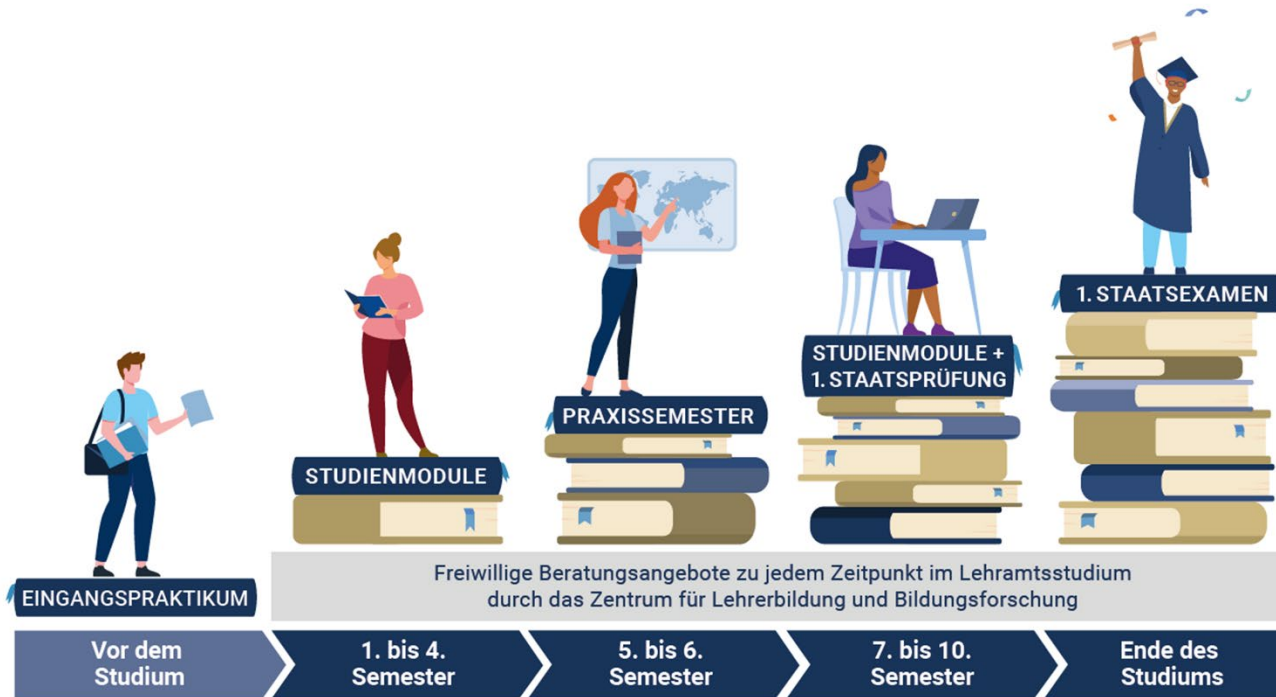 1. STAATSEXAMEN
STUDIENMODULE +
1. STAATSPRÜFUNG
PRAXISSEMESTER
STUDIENMODULE
EINGANGSPRAKTIKUM
Freiwillige Beratungsangebote zu jedem Zeitpunkt im Lehramtsstudium
durch das Zentrum für Lehrerbildung und Bildungsforschung
Vor dem
Studium
1. bis 4.
Semester
5. bis 6.
Semester
7. bis 10.
Semester
Ende des
Studiums